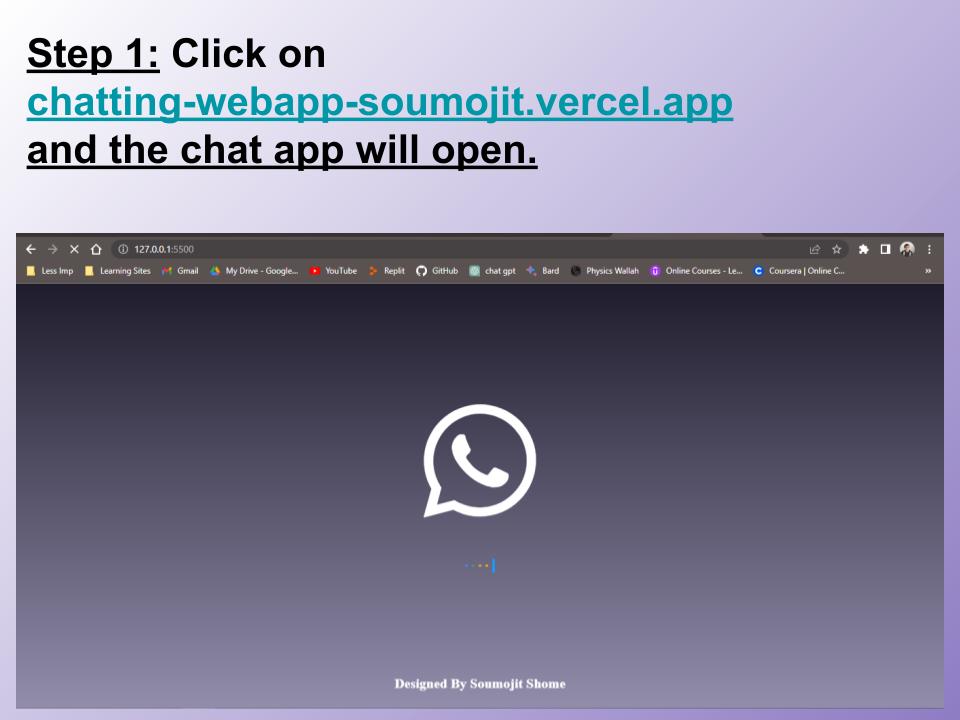 Step 1: Click on
chatting-webapp-soumojit.vercel.app
and the chat app will open.
127.0.0.1:5500
Less Imp Learning Sites Gmail My Drive - Google... YouTube Replit GitHub chat gpt Bard Physics Wallah Online Courses - Le... Coursera | Online C... »
Designed By Soumojit Shome